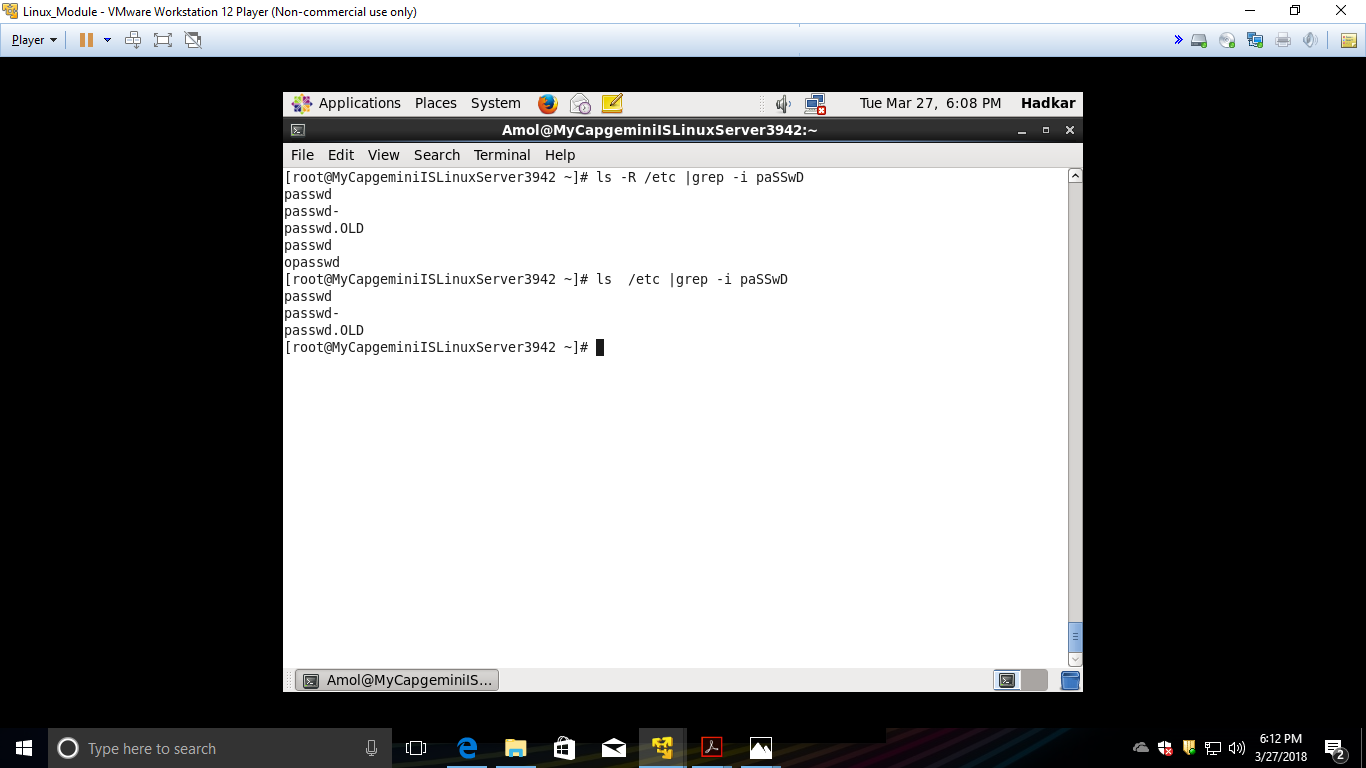 Linux_Module - VMware Workstation 12 Player (Non-commercial use only)
Player
Applications Places System Tue Mar 27, 6:08 PM Hadkar
Amol@MyCapgeminiISLinuxServer3942:~
File Edit View Search Terminal Help
[root@MyCapgeminiISLinuxServer3942 ~]# ls -R /etc |grep -i paSSwD
passwd
passwd-
passwd.OLD
passwd
opasswd
[root@MyCapgeminiISLinuxServer3942 ~]# ls  /etc |grep -i paSSwD
passwd
passwd-
passwd.OLD
[root@MyCapgeminiISLinuxServer3942 ~]#
Amol@MyCapgeminiIS...
Type here to search
6:12 PM
3/27/2018
2